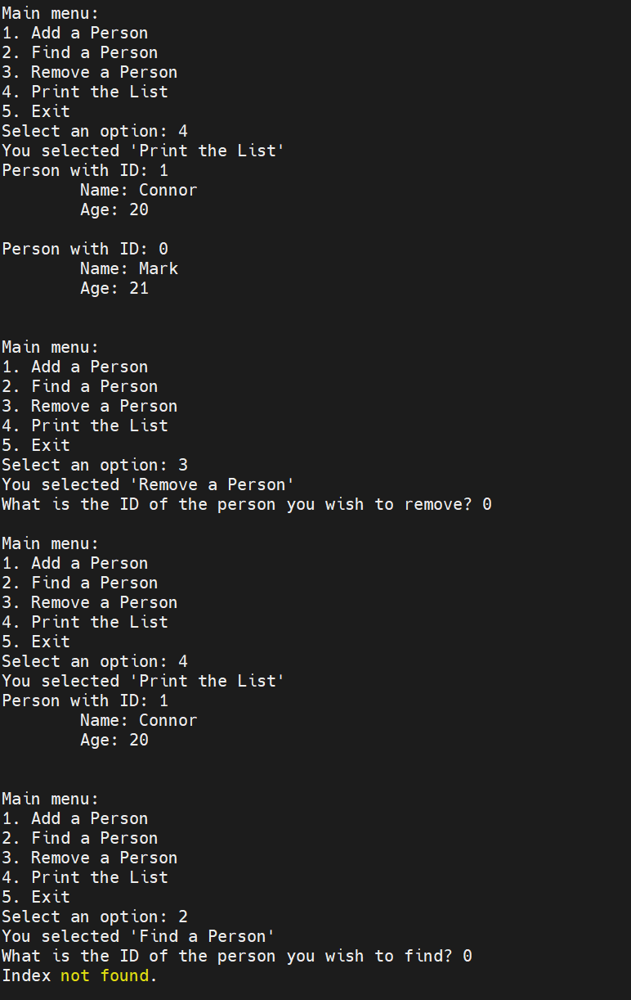 Main menu:
1. Add a Person
2. Find a Person
3. Remove a Person
4. Print the List
5. Exit
Select an option: 4
You selected 'Print the List'
Person with ID: 1
        Name: Connor
        Age: 20

Person with ID: 0
        Name: Mark
        Age: 21


Main menu:
1. Add a Person
2. Find a Person
3. Remove a Person
4. Print the List
5. Exit
Select an option: 3
You selected 'Remove a Person'
What is the ID of the person you wish to remove? 0

Main menu:
1. Add a Person
2. Find a Person
3. Remove a Person
4. Print the List
5. Exit
Select an option: 4
You selected 'Print the List'
Person with ID: 1
        Name: Connor
        Age: 20


Main menu:
1. Add a Person
2. Find a Person
3. Remove a Person
4. Print the List
5. Exit
Select an option: 2
You selected 'Find a Person'
What is the ID of the person you wish to find? 0
Index not found.